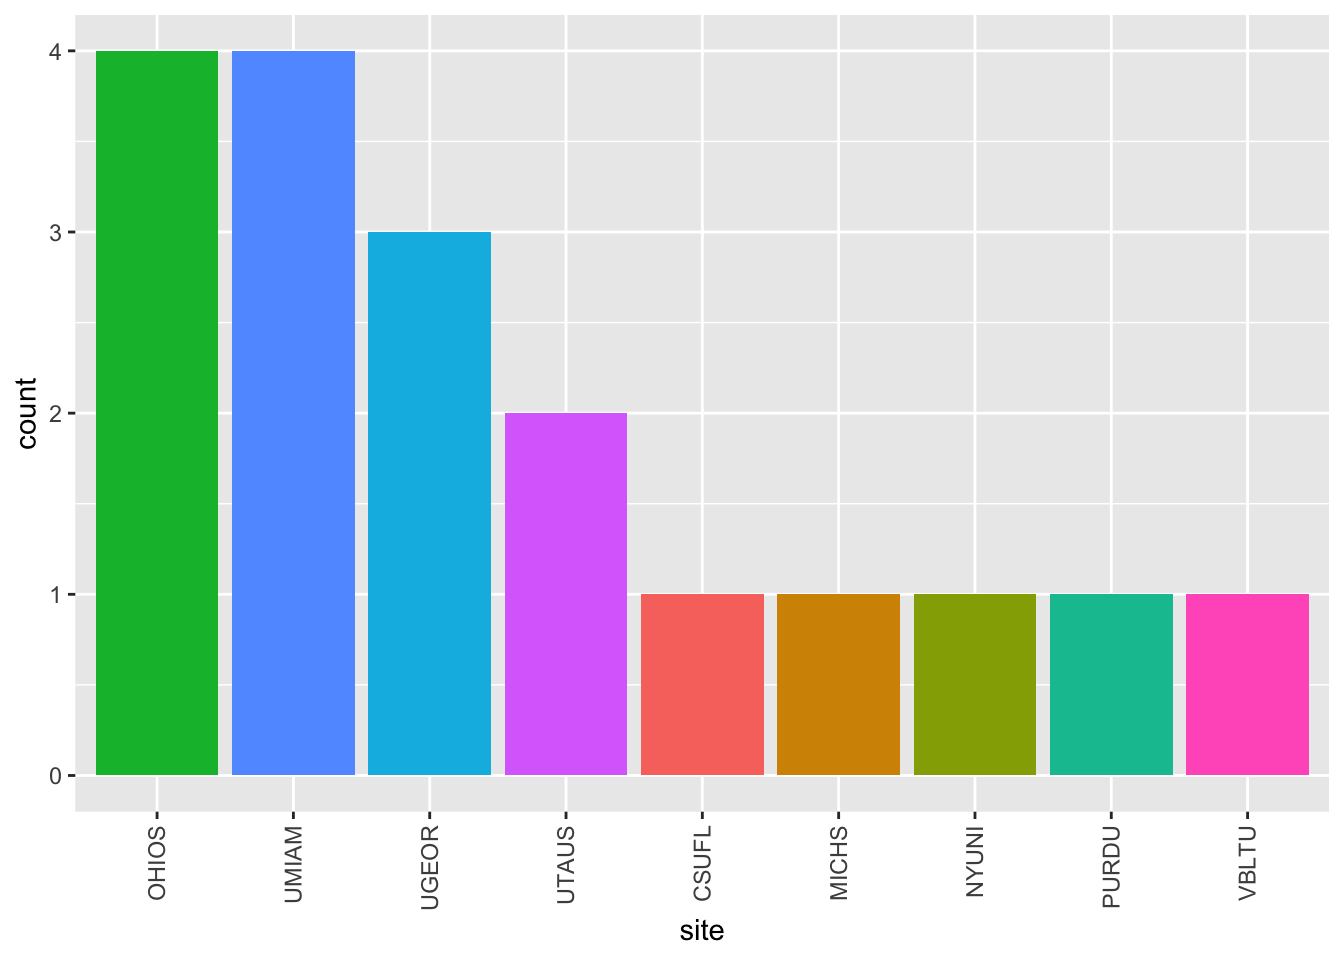 count
4
3
2
1
0
OHIOS
UMIAM
UGEOR
UTAUS
CSUFL
MICHS
NYUNI
PURDU
VBLTU
site